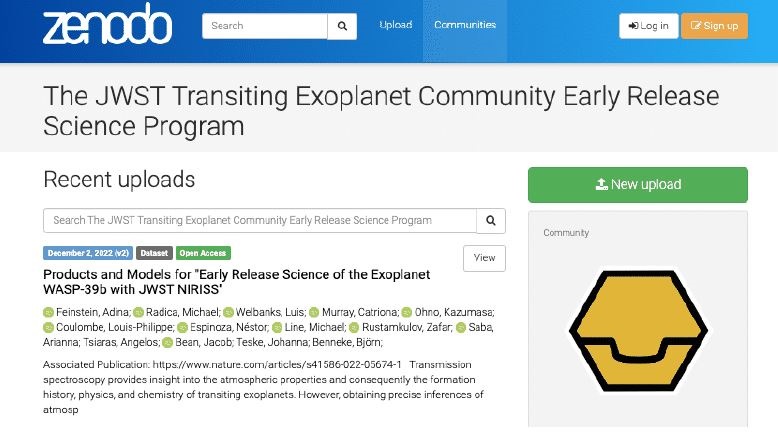 zenodo
Search
Upload
Communities
Log in
Sign up
The JWST Transiting Exoplanet Community Early Release
Science Program
Recent uploads
New upload
Search The JWST Transiting Exoplanet Community Early Release Science Program
Community
December 2, 2022 (v2) Dataset Open Access
View
Products and Models for "Early Release Science of the Exoplanet
WASP-39b with JWST NIRISS"
Feinstein, Adina; Radica, Michael; Welbanks, Luis; Murray, Catriona; Ohno, Kazumasa;
Coulombe, Louis-Philippe; Espinoza, Néstor; Line, Michael; Rustamkulov, Zafar; Saba,
Arianna; Tsiaras, Angelos; Bean, Jacob; Teske, Johanna; Benneke, Björn;
Associated Publication: https://www.nature.com/articles/s41586-022-05674-1 Transmission
spectroscopy provides insight into the atmospheric properties and consequently the formation
history, physics, and chemistry of transiting exoplanets. However, obtaining precise inferences of
atmosp